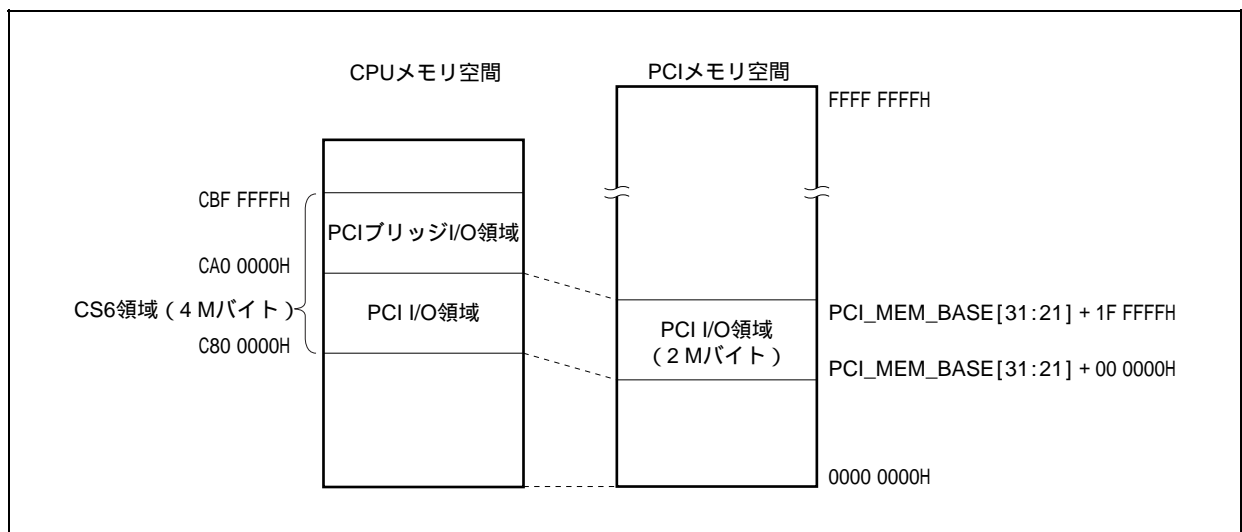 CPUメモリ空間
PCIメモリ空間
FFFF FFFFH
CBF FFFFH
PCIブリッジI/O領域
CA0 0000H
CS6領域（4 Mバイト）
PCI I/O領域
C80 0000H
PCI I/O領域
（2 Mバイト）
PCI_MEM_BASE[31:21] + 1F FFFFH
PCI_MEM_BASE[31:21] + 00 0000H
0000 0000H